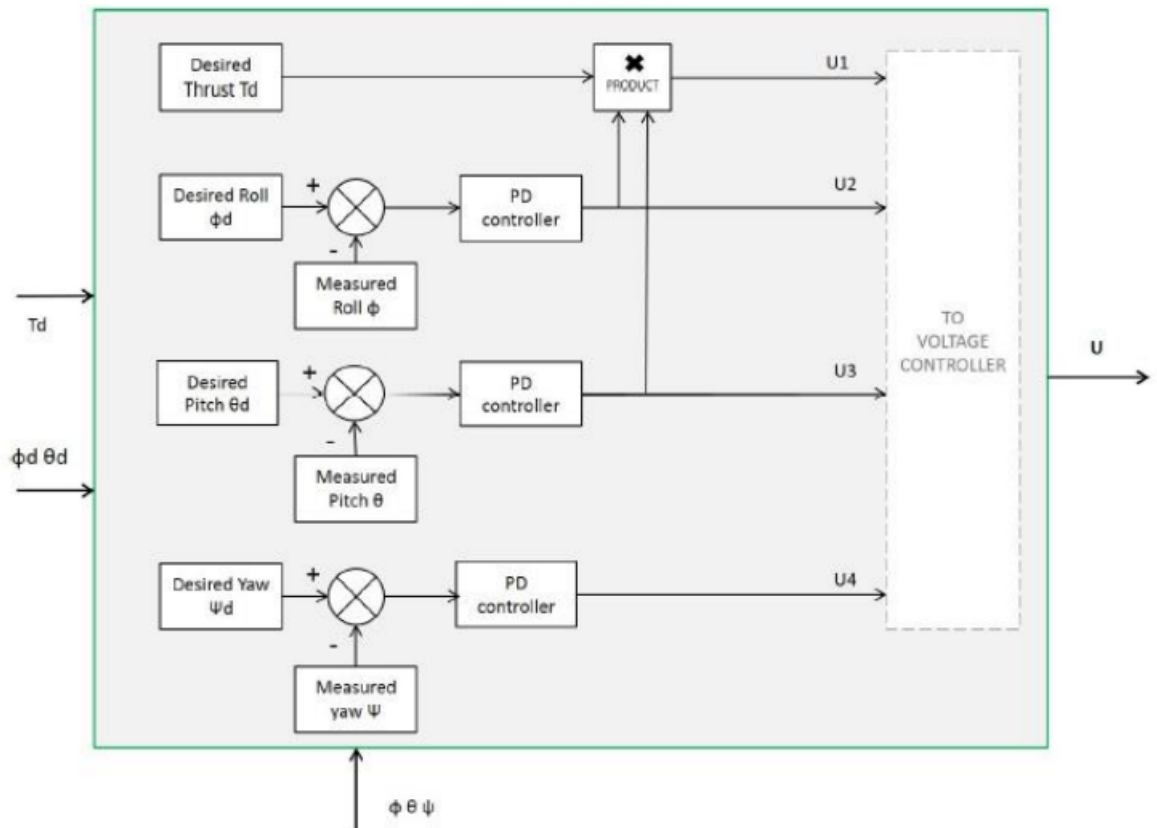 Desired
Thrust Td
✖
PRODUCT
U1
Desired Roll
ϕd
+
-
PD
controller
U2
Measured
Roll ϕ
Td
TO
VOLTAGE
CONTROLLER
U
Desired
Pitch θd
+
-
PD
controller
U3
Measured
Pitch θ
ϕd θd
Desired Yaw
Ψd
+
-
PD
controller
U4
Measured
yaw Ψ
ϕ θ ψ